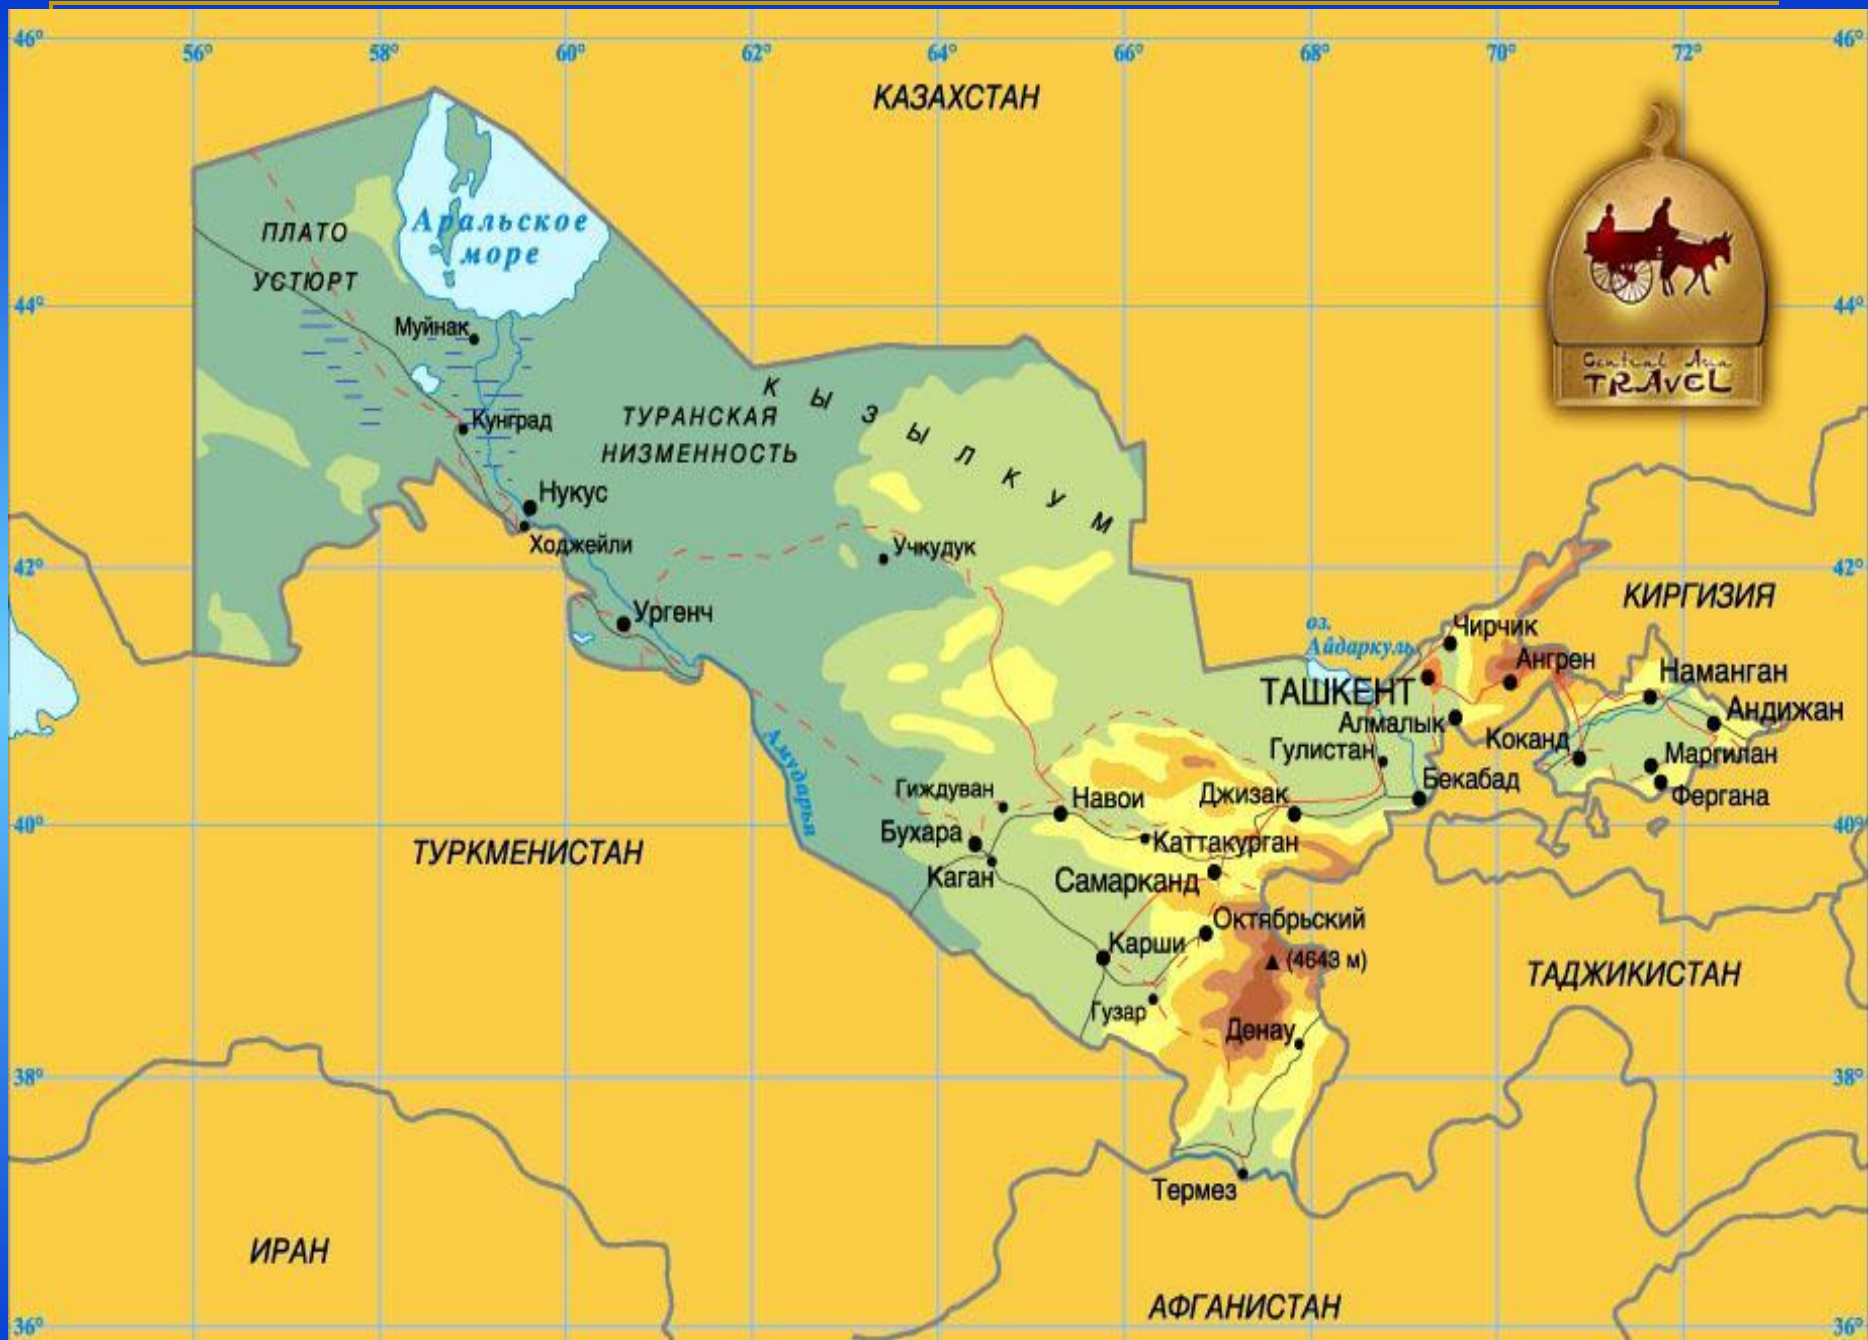 46°
56°
58°
60°
62°
64°
66°
68°
70°
72°
46°
КАЗАХСТАН
Аральское
море
ПЛАТО
УСТЮРТ
44°
44°
Муйнак
Central Asia
TRAVEL
КЫЗЫЛКУМ
ТУРАНСКАЯ
НИЗМЕННОСТЬ
Кунград
Нукус
Ходжейли
Учкудук
42°
42°
КИРГИЗИЯ
Ургенч
оз.
Айдаркуль
Чирчик
Ангрен
Наманган
ТАШКЕНТ
Алмалык
Андижан
Коканд
Гулистан
Маргилан
Бекабад
Фергана
Амударья
Гиждуван
Навои
Джизак
40°
40°
Бухара
Каттакурган
ТУРКМЕНИСТАН
Каган
Самарканд
Октябрьский
Карши
(4643 м)
ТАДЖИКИСТАН
Гузар
Денау
38°
38°
Термез
ИРАН
АФГАНИСТАН
36°
36°